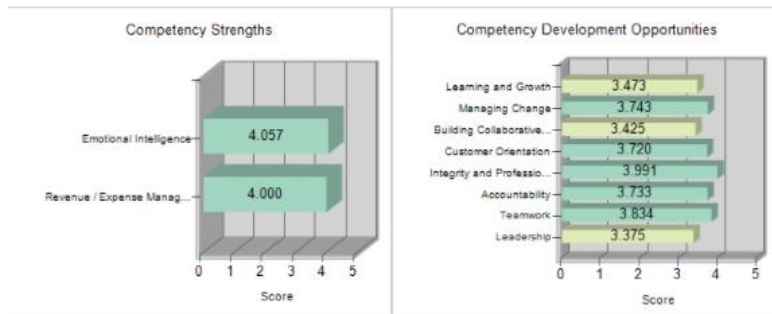 Competency Strengths
Emotional Intelligence
4.057
Revenue / Expense Manag...
4.000
0 1 2 3 4 5
Score
Competency Development Opportunities
Learning and Growth
3.473
Managing Change
3.743
Building Collaborative...
3.425
Customer Orientation
3.720
Integrity and Professio...
3.991
Accountability
3.733
Teamwork
3.834
Leadership
3.375
0 1 2 3 4 5
Score